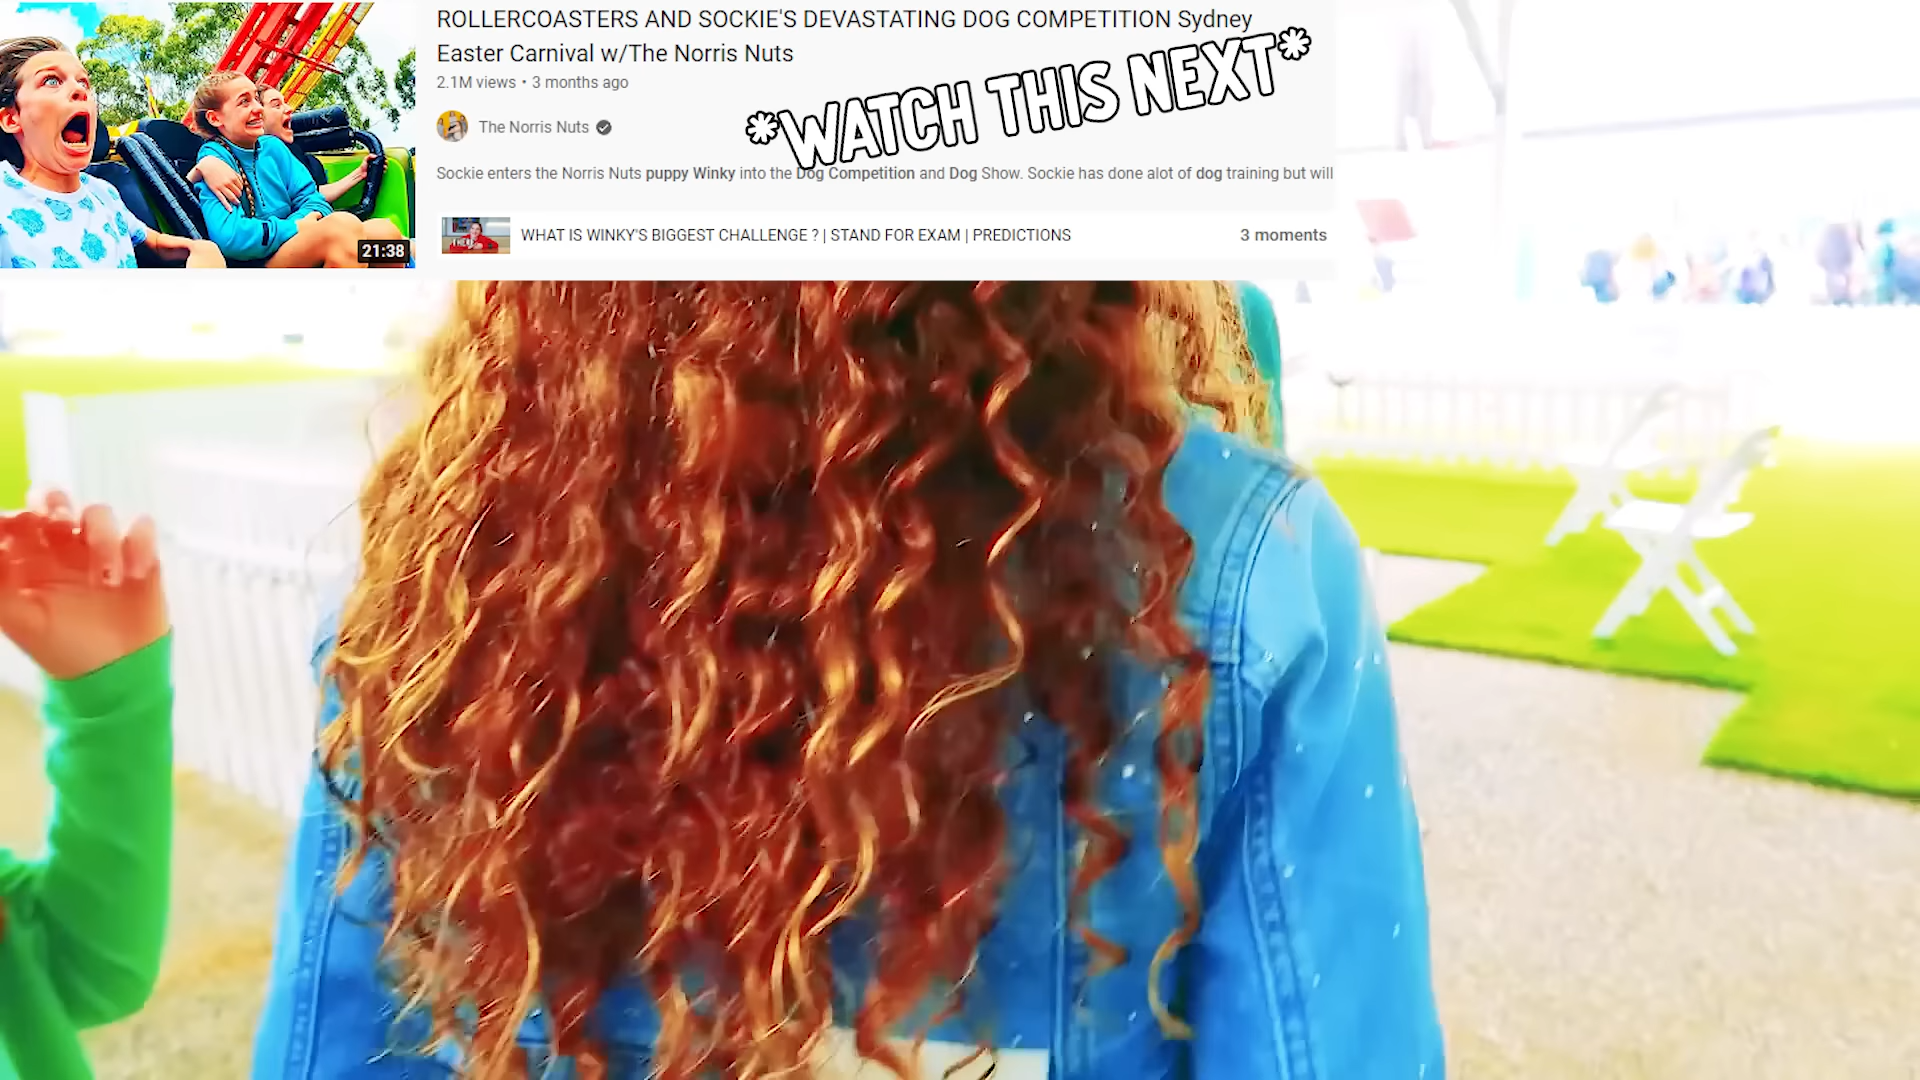 ROLLERCOASTERS AND SOCKIE'S DEVASTATING DOG COMPETITION Sydney
Easter Carnival w/The Norris Nuts
2.1M views • 3 months ago
*WATCH THIS NEXT*
The Norris Nuts
Sockie enters the Norris Nuts puppy Winky into the Dog Competition and Dog Show. Sockie has done alot of dog training but will
21:38
WHAT IS WINKY'S BIGGEST CHALLENGE ? | STAND FOR EXAM | PREDICTIONS
3 moments